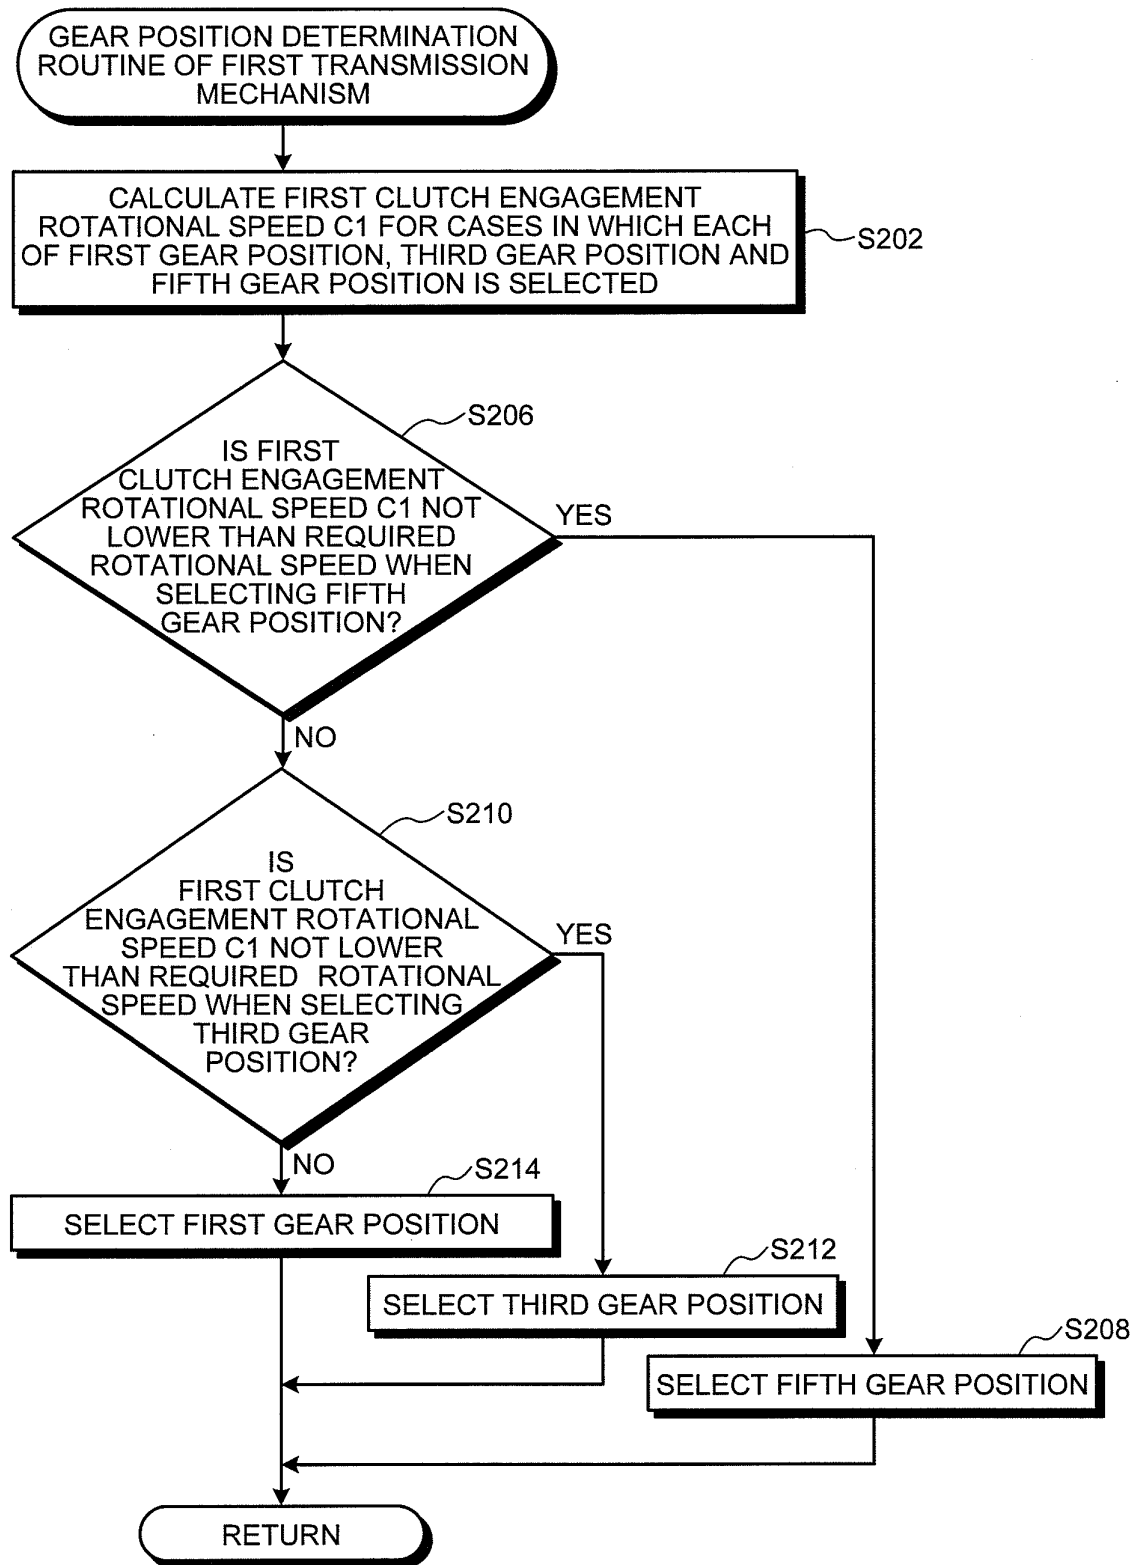 GEAR POSITION DETERMINATION
ROUTINE OF FIRST TRANSMISSION
MECHANISM
CALCULATE FIRST CLUTCH ENGAGEMENT
ROTATIONAL SPEED C1 FOR CASES IN WHICH EACH
OF FIRST GEAR POSITION, THIRD GEAR POSITION AND
FIFTH GEAR POSITION IS SELECTED
S202
S206
IS FIRST
CLUTCH ENGAGEMENT
ROTATIONAL SPEED C1 NOT
LOWER THAN REQUIRED
ROTATIONAL SPEED WHEN
SELECTING FIFTH
GEAR POSITION?
YES
NO
S210
IS
FIRST CLUTCH
ENGAGEMENT ROTATIONAL
SPEED C1 NOT LOWER
THAN REQUIRED ROTATIONAL
SPEED WHEN SELECTING
THIRD GEAR
POSITION?
YES
NO
S214
SELECT FIRST GEAR POSITION
S212
SELECT THIRD GEAR POSITION
S208
SELECT FIFTH GEAR POSITION
RETURN